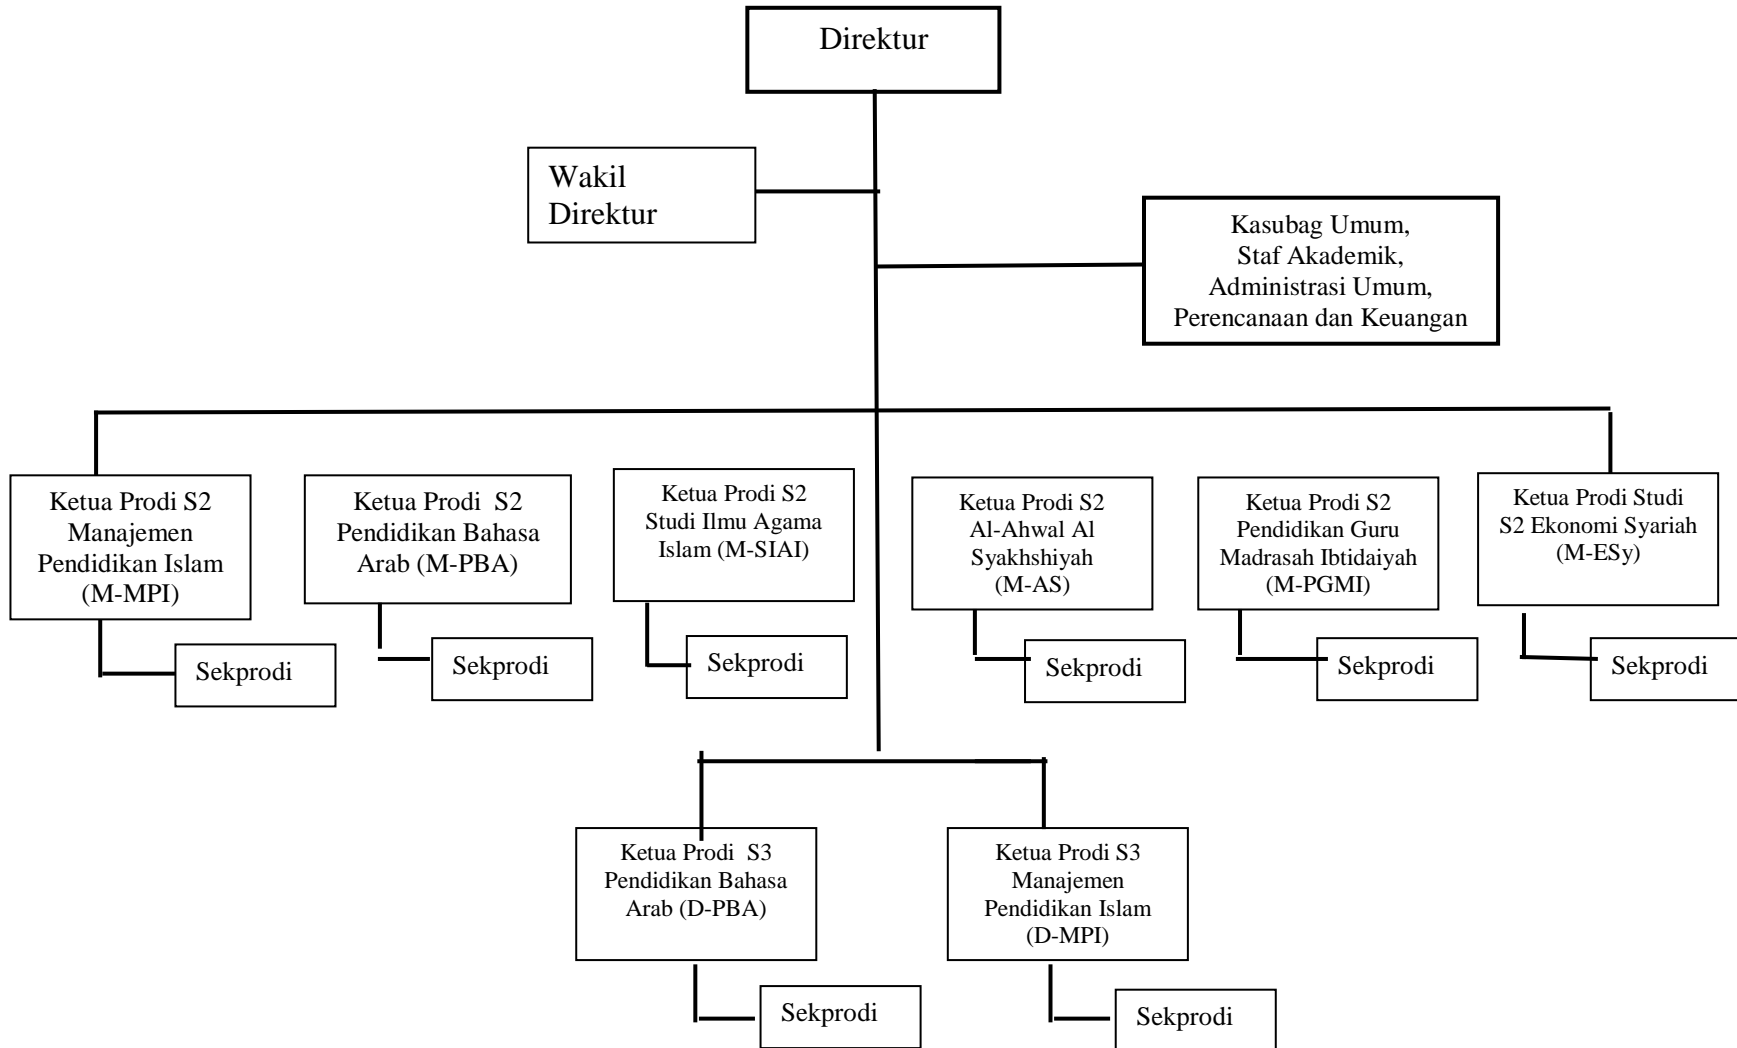 Direktur
Wakil
Direktur
Kasubag Umum,
Staf Akademik,
Administrasi Umum,
Perencanaan dan Keuangan
Ketua Prodi S2
Manajemen
Pendidikan Islam
(M-MPI)
Ketua Prodi  S2
Pendidikan Bahasa
Arab (M-PBA)
Ketua Prodi S2
Studi Ilmu Agama
Islam (M-SIAI)
Ketua Prodi S2
Al-Ahwal Al
Syakhshiyah
(M-AS)
Ketua Prodi S2
Pendidikan Guru
Madrasah Ibtidaiyah
(M-PGMI)
Ketua Prodi Studi
S2 Ekonomi Syariah
(M-ESy)
Sekprodi
Sekprodi
Sekprodi
Sekprodi
Sekprodi
Sekprodi
Ketua Prodi  S3
Pendidikan Bahasa
Arab (D-PBA)
Ketua Prodi S3
Manajemen
Pendidikan Islam
(D-MPI)
Sekprodi
Sekprodi